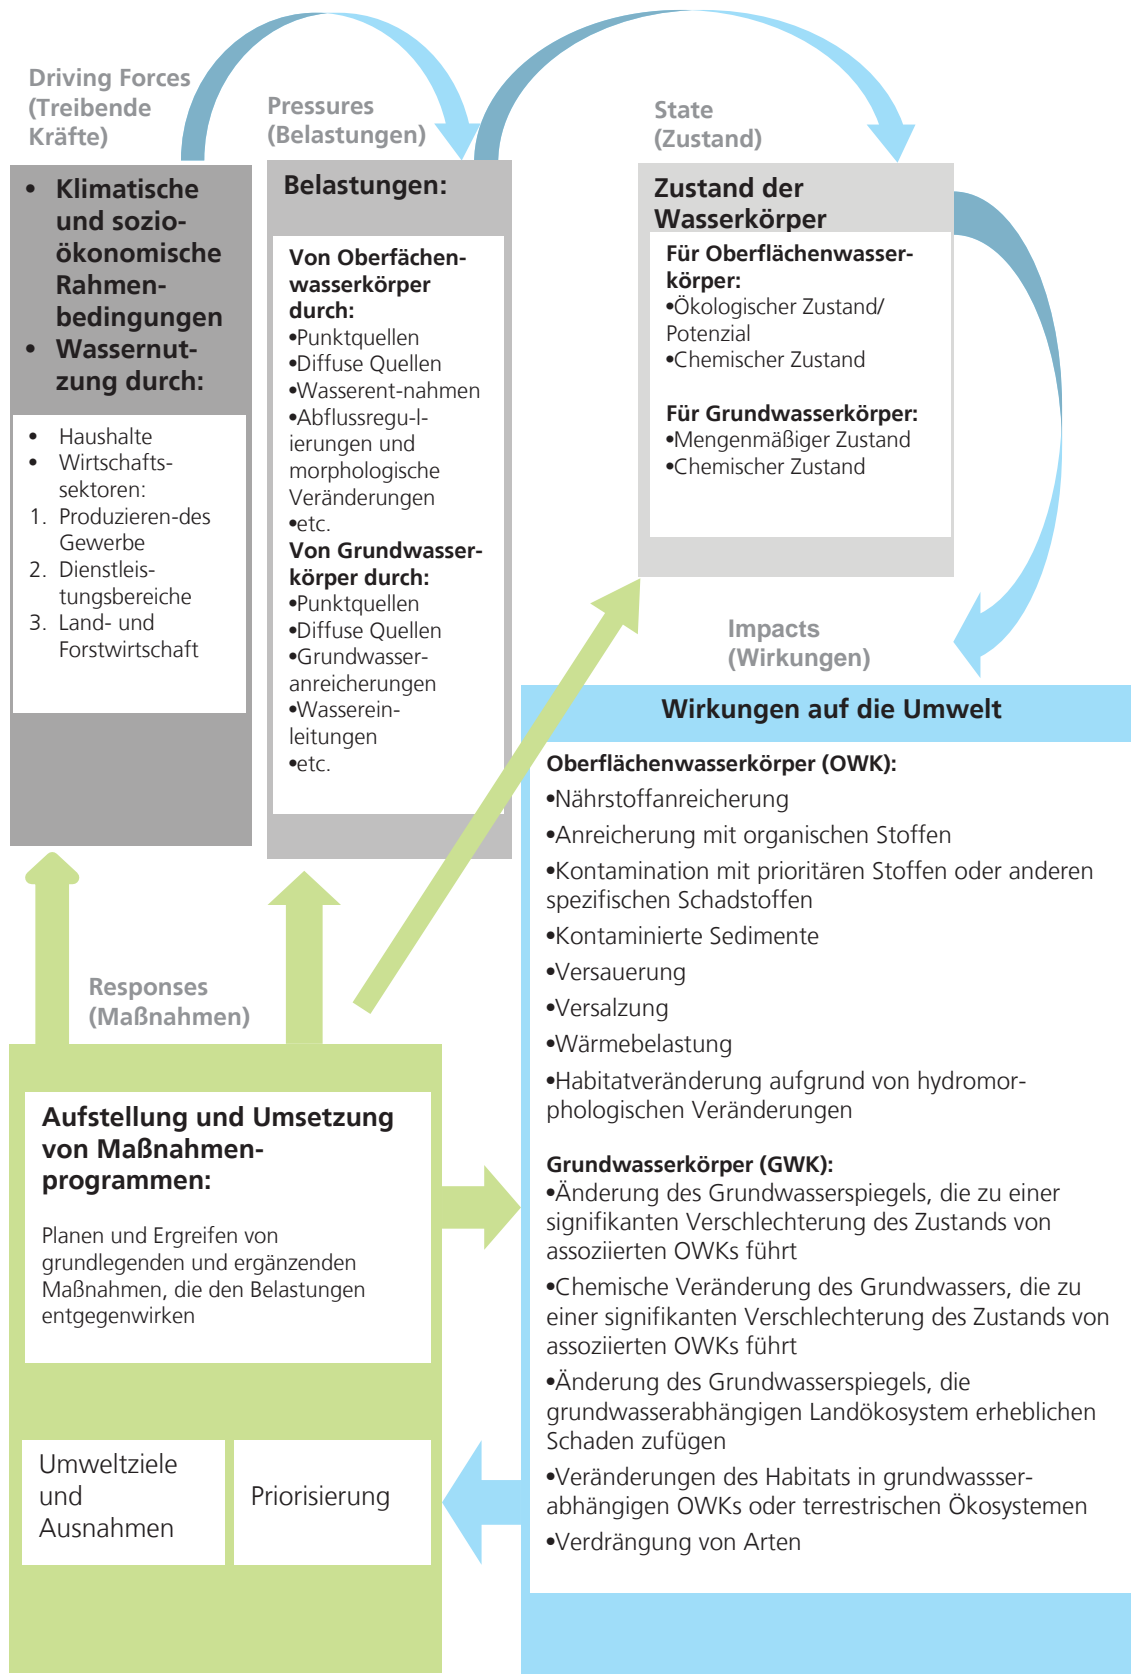 Driving Forces
(Treibende
Kräfte)
• Klimatische
und sozio-
ökonomische
Rahmen-
bedingungen
• Wassernut-
zung durch:
• Haushalte
• Wirtschafts-
sektoren:
1. Produzieren-des
Gewerbe
2. Dienstleis-
tungsbereiche
3. Land- und
Forstwirtschaft
Pressures
(Belastungen)
Belastungen:
Von Oberfächen-
wasserkörper
durch:
•Punktquellen
•Diffuse Quellen
•Wasserent-nahmen
•Abflussregu-l-
ierungen und
morphologische
Veränderungen
•etc.
Von Grundwasser-
körper durch:
•Punktquellen
•Diffuse Quellen
•Grundwasser-
anreicherungen
•Wasserein-
leitungen
•etc.
State
(Zustand)
Zustand der
Wasserkörper
Für Oberflächenwasser-
körper:
•Ökologischer Zustand/
Potenzial
•Chemischer Zustand
Für Grundwasserkörper:
•Mengenmäßiger Zustand
•Chemischer Zustand
Impacts
(Wirkungen)
Wirkungen auf die Umwelt
Oberflächenwasserkörper (OWK):
•Nährstoffanreicherung
•Anreicherung mit organischen Stoffen
•Kontamination mit prioritären Stoffen oder anderen
spezifischen Schadstoffen
•Kontaminierte Sedimente
•Versauerung
•Versalzung
•Wärmebelastung
•Habitatveränderung aufgrund von hydromor-
phologischen Veränderungen
Grundwasserkörper (GWK):
•Änderung des Grundwasserspiegels, die zu einer
signifikanten Verschlechterung des Zustands von
assoziierten OWKs führt
•Chemische Veränderung des Grundwassers, die zu
einer signifikanten Verschlechterung des Zustands von
assoziierten OWKs führt
•Änderung des Grundwasserspiegels, die
grundwasserabhängigen Landökosystem erheblichen
Schaden zufügen
•Veränderungen des Habitats in grundwassser-
abhängigen OWKs oder terrestrischen Ökosystemen
•Verdrängung von Arten
Responses
(Maßnahmen)
Aufstellung und Umsetzung
von Maßnahmen-
programmen:
Planen und Ergreifen von
grundlegenden und ergänzenden
Maßnahmen, die den Belastungen
entgegenwirken
Umweltziele
und
Ausnahmen
Priorisierung